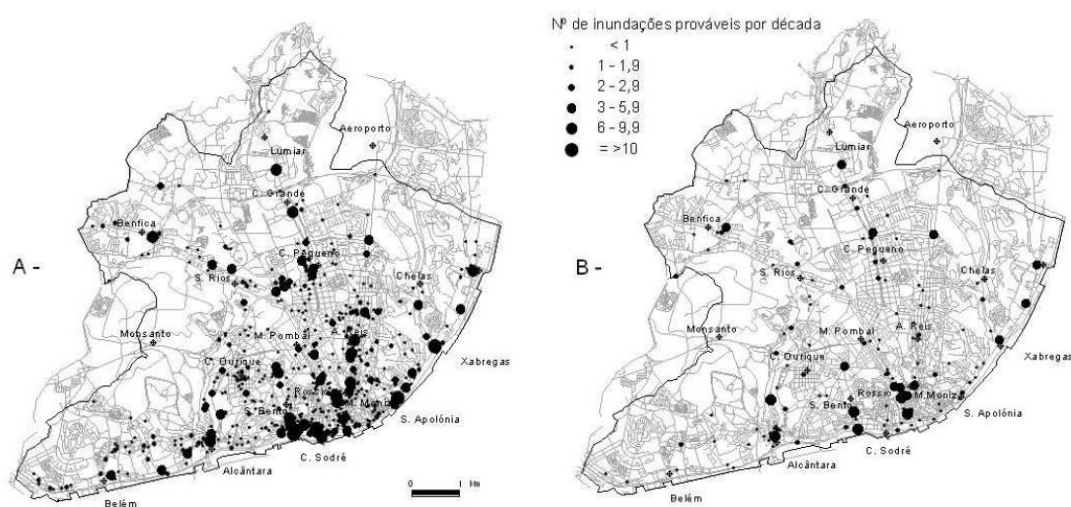 Nº de inundações prováveis por década
< 1
1 - 1,9
2 - 2,9
3 - 5,9
6 - 9,9
= >10
A -
Aeroporto
Lumiar
C. Grande
Benfica
C. Pequeno
S. Rios
Chelas
Monsanto
M. Pombal
Reis
C. Ourique
Xabregas
Rossio
S. Bento
M. Moniz
S. Apolónia
C. Sodré
Alcântara
Belém
0 1 Km
B -
Aeroporto
Lumiar
C. Grande
Benfica
C. Pequeno
S. Rios
Chelas
Monsanto
M. Pombal
A. Reis
C. Ourique
Xabregas
Rossio
M.Moniz
S. Bento
S. Apolónia
C. Sodré
Alcântara
Belém